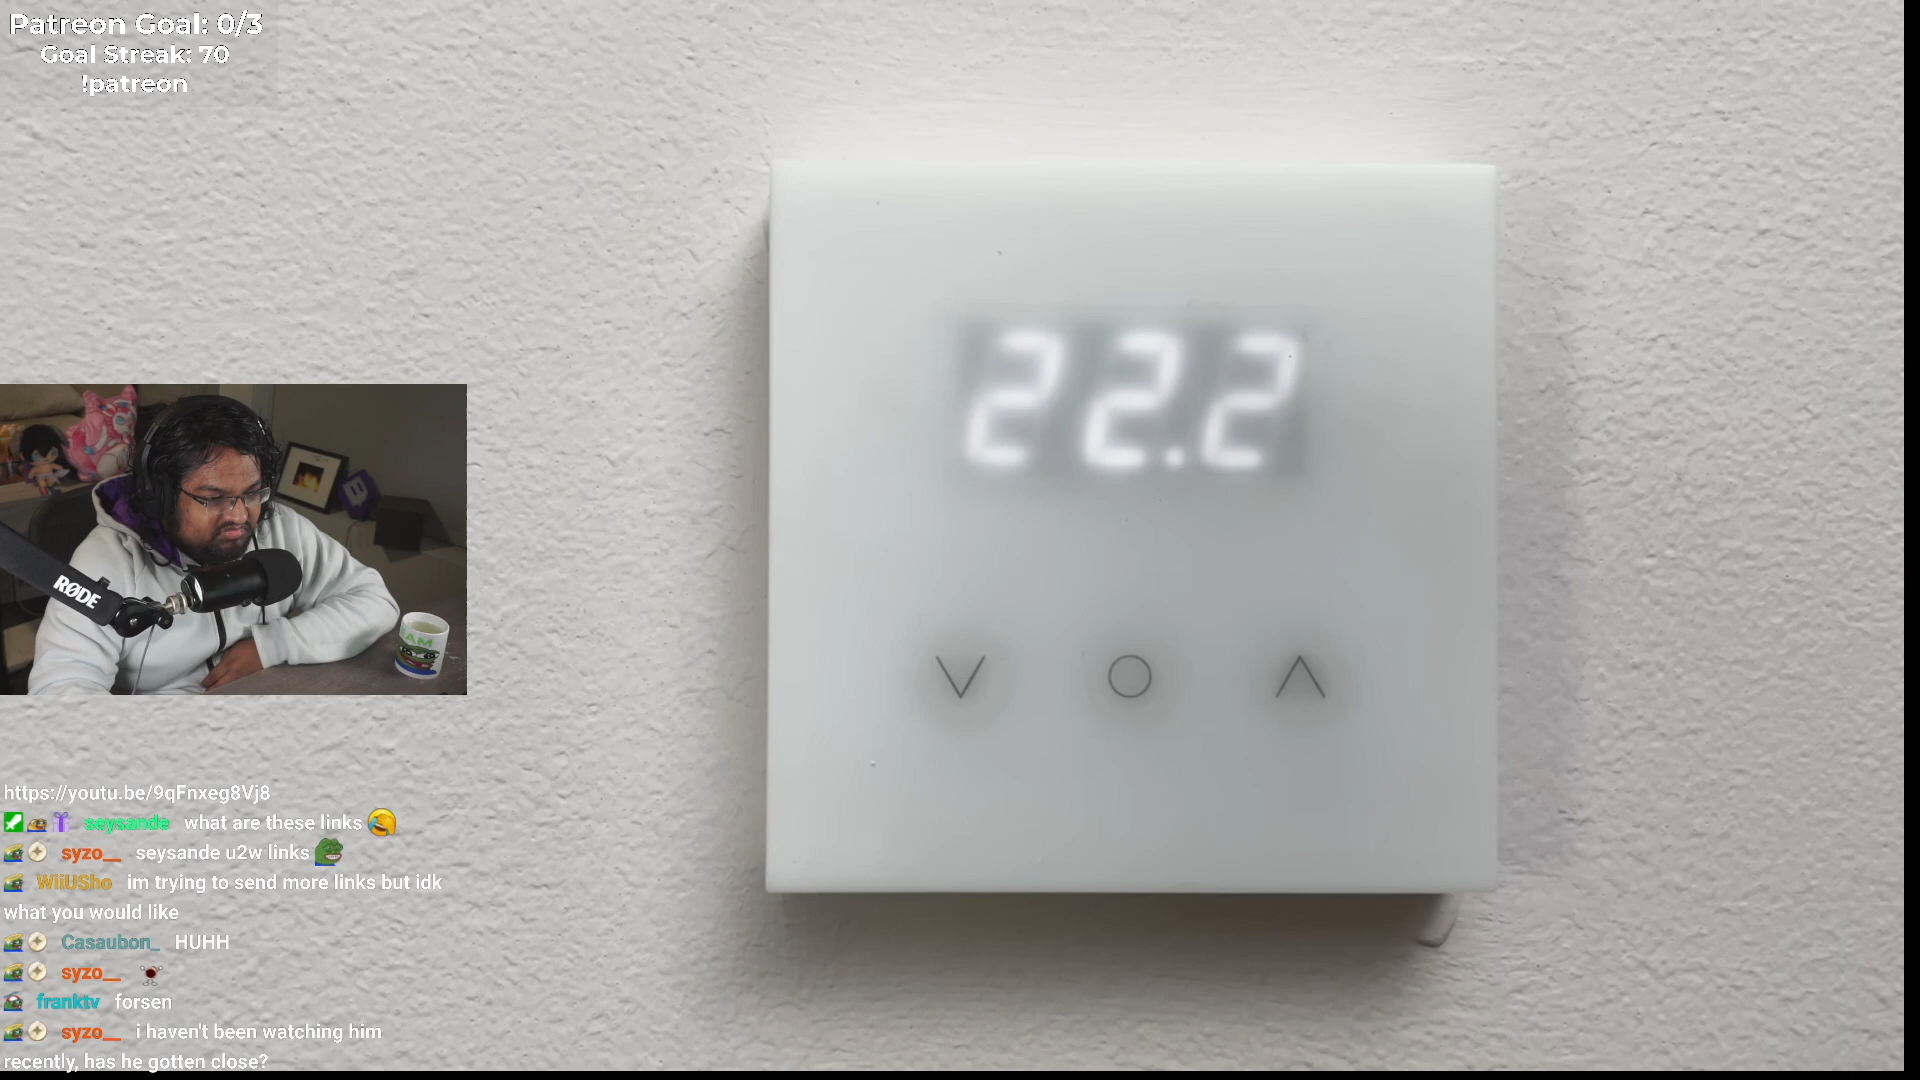 Patreon Goal: 0/3
Goal Streak: 70
!patreon
22.2
RØDE
AM
https://youtu.be/9qFnxeg8Vj8
seysande what are these links
syzo__ seysande u2w links
WiiUSho im trying to send more links but idk
what you would like
Casaubon_ HUHH
syzo__
franktv forsen
syzo__ i haven't been watching him
recently, has he gotten close?